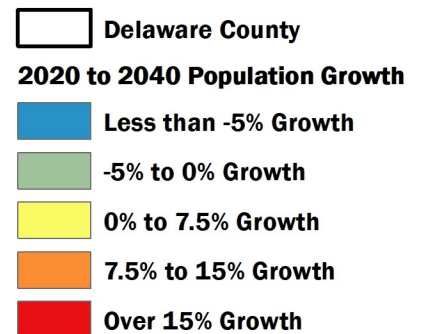 Delaware County
2020 to 2040 Population Growth
Less than -5% Growth
-5% to 0% Growth
0% to 7.5% Growth
7.5% to 15% Growth
Over 15% Growth